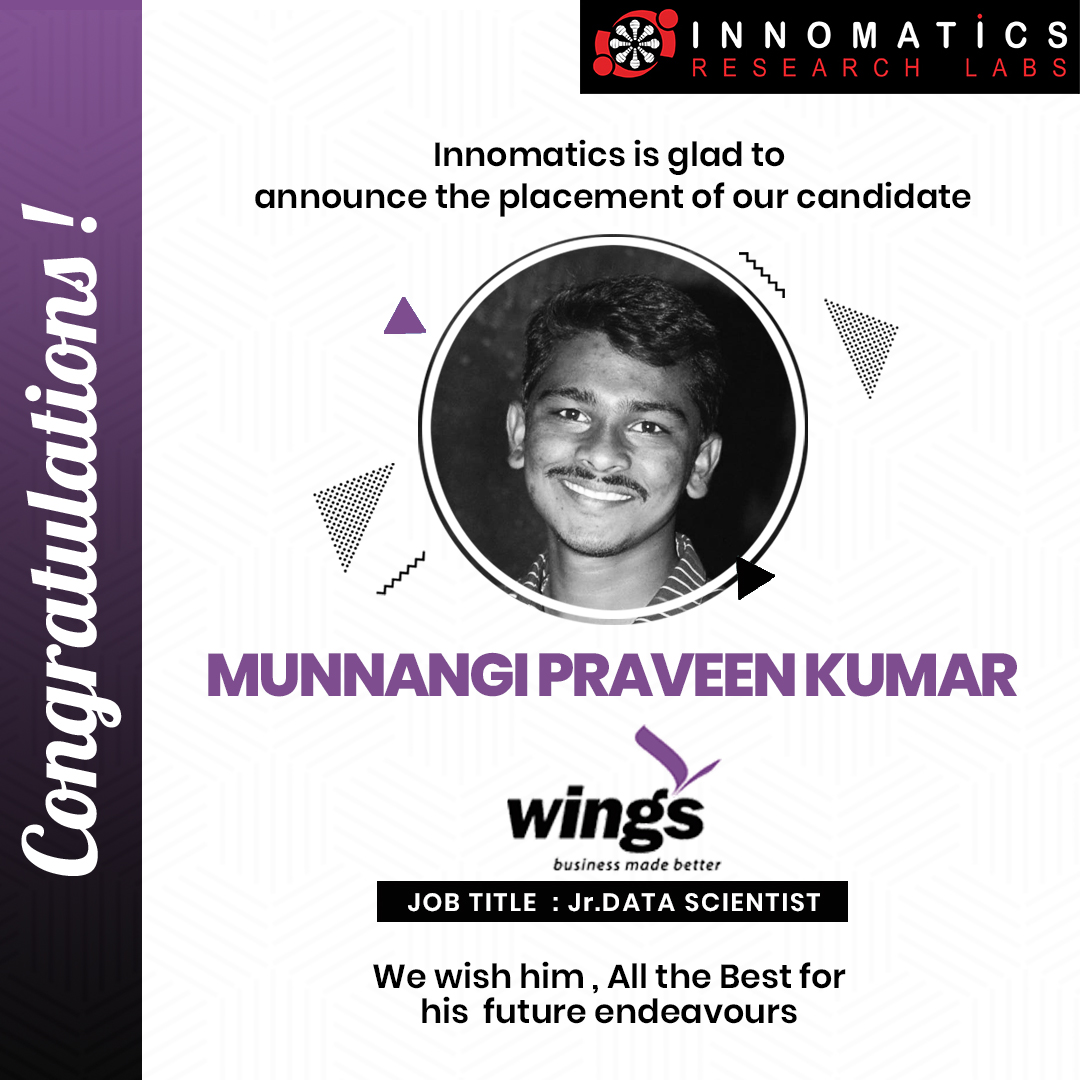 INNOMATICS
RESEARCH LABS
Congratulations !
Innomatics is glad to
announce the placement of our candidate
MUNNANGI PRAVEEN KUMAR
wings
business made better
JOB TITLE : Jr.DATA SCIENTIST
We wish him , All the Best for
his future endeavours